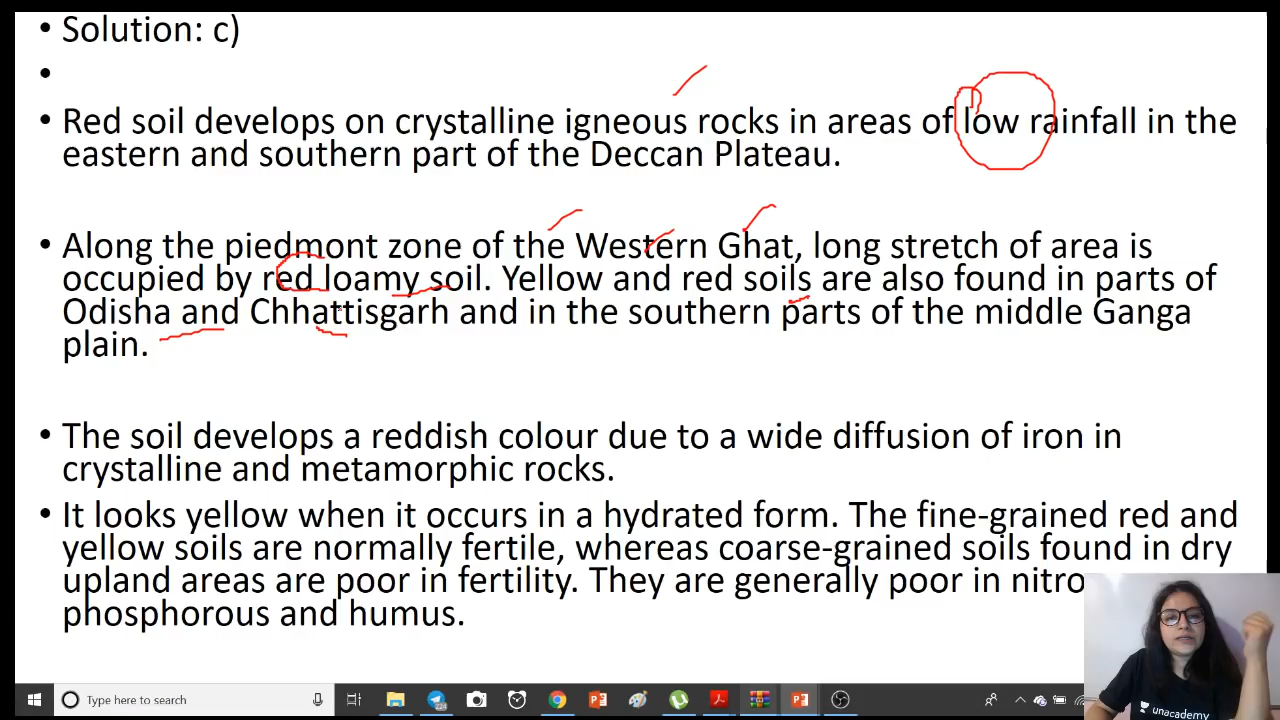 • Solution: c)
•
• Red soil develops on crystalline igneous rocks in areas of low rainfall in the
eastern and southern part of the Deccan Plateau.
• Along the piedmont zone of the Western Ghat, long stretch of area is
occupied by red loamy soil. Yellow and red soils are also found in parts of
Odisha and Chhattisgarh and in the southern parts of the middle Ganga
plain.
• The soil develops a reddish colour due to a wide diffusion of iron in
crystalline and metamorphic rocks.
• It looks yellow when it occurs in a hydrated form. The fine-grained red and
yellow soils are normally fertile, whereas coarse-grained soils found in dry
upland areas are poor in fertility. They are generally poor in nitro
phosphorous and humus.
unacademy
Type here to search